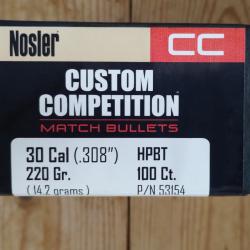 Nosler CC
CUSTOM
COMPETITION
MATCH BULLETS
30 Cal (.308") HPBT
220 Gr. 100 Ct.
(14.2 grams) P/N 53154